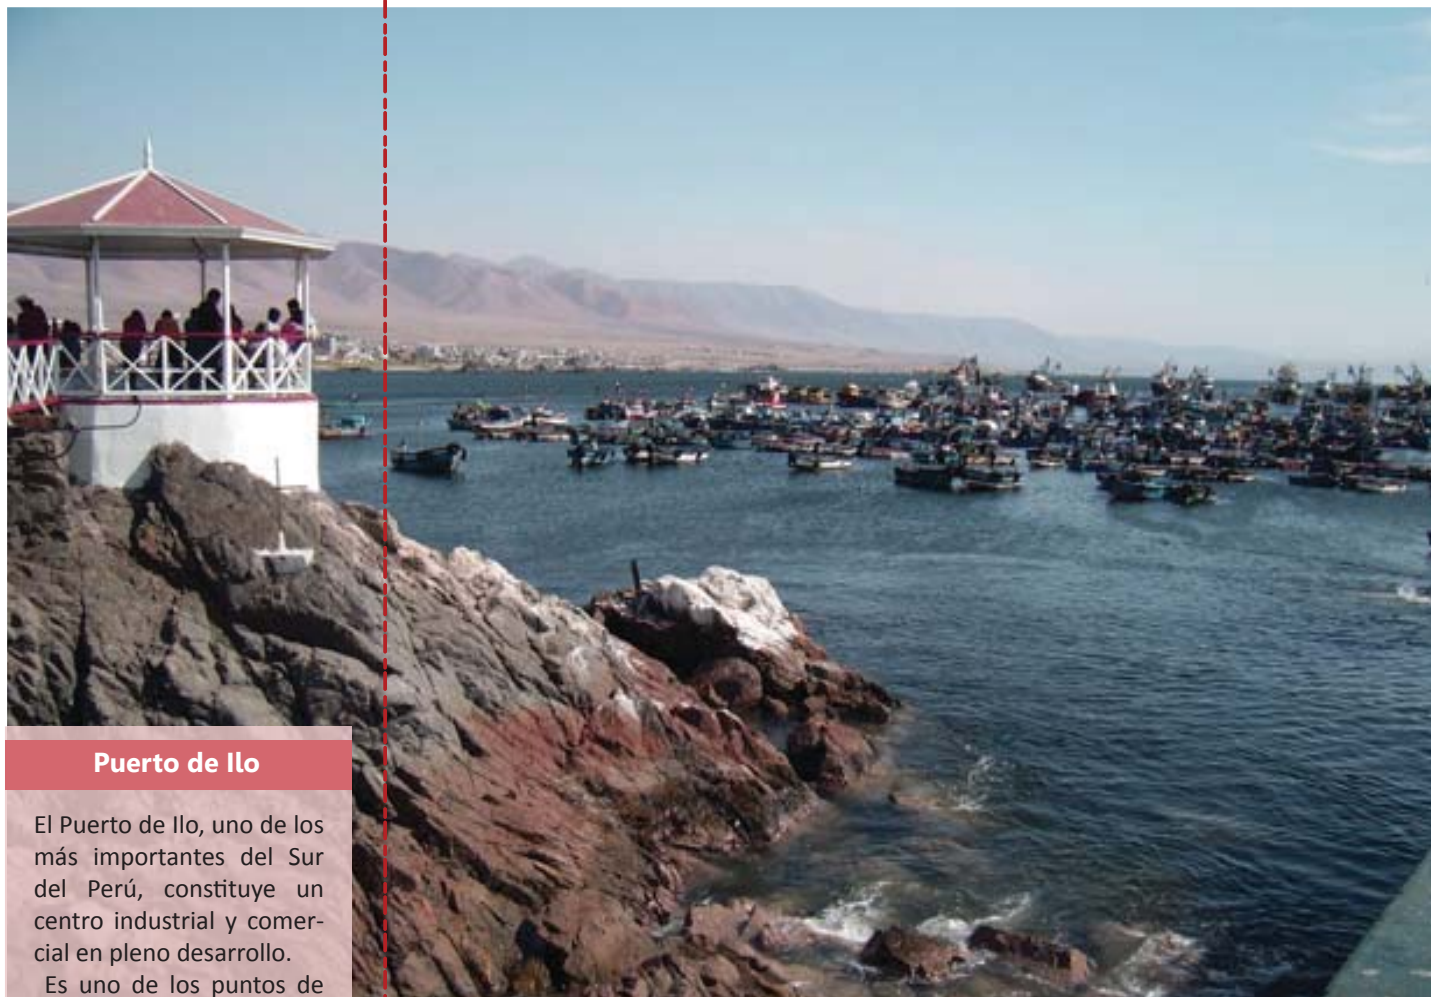 Puerto de Ilo
El Puerto de Ilo, uno de los
más importantes del Sur
del Perú, constituye un
centro industrial y comer-
cial en pleno desarrollo.
Es uno de los puntos de